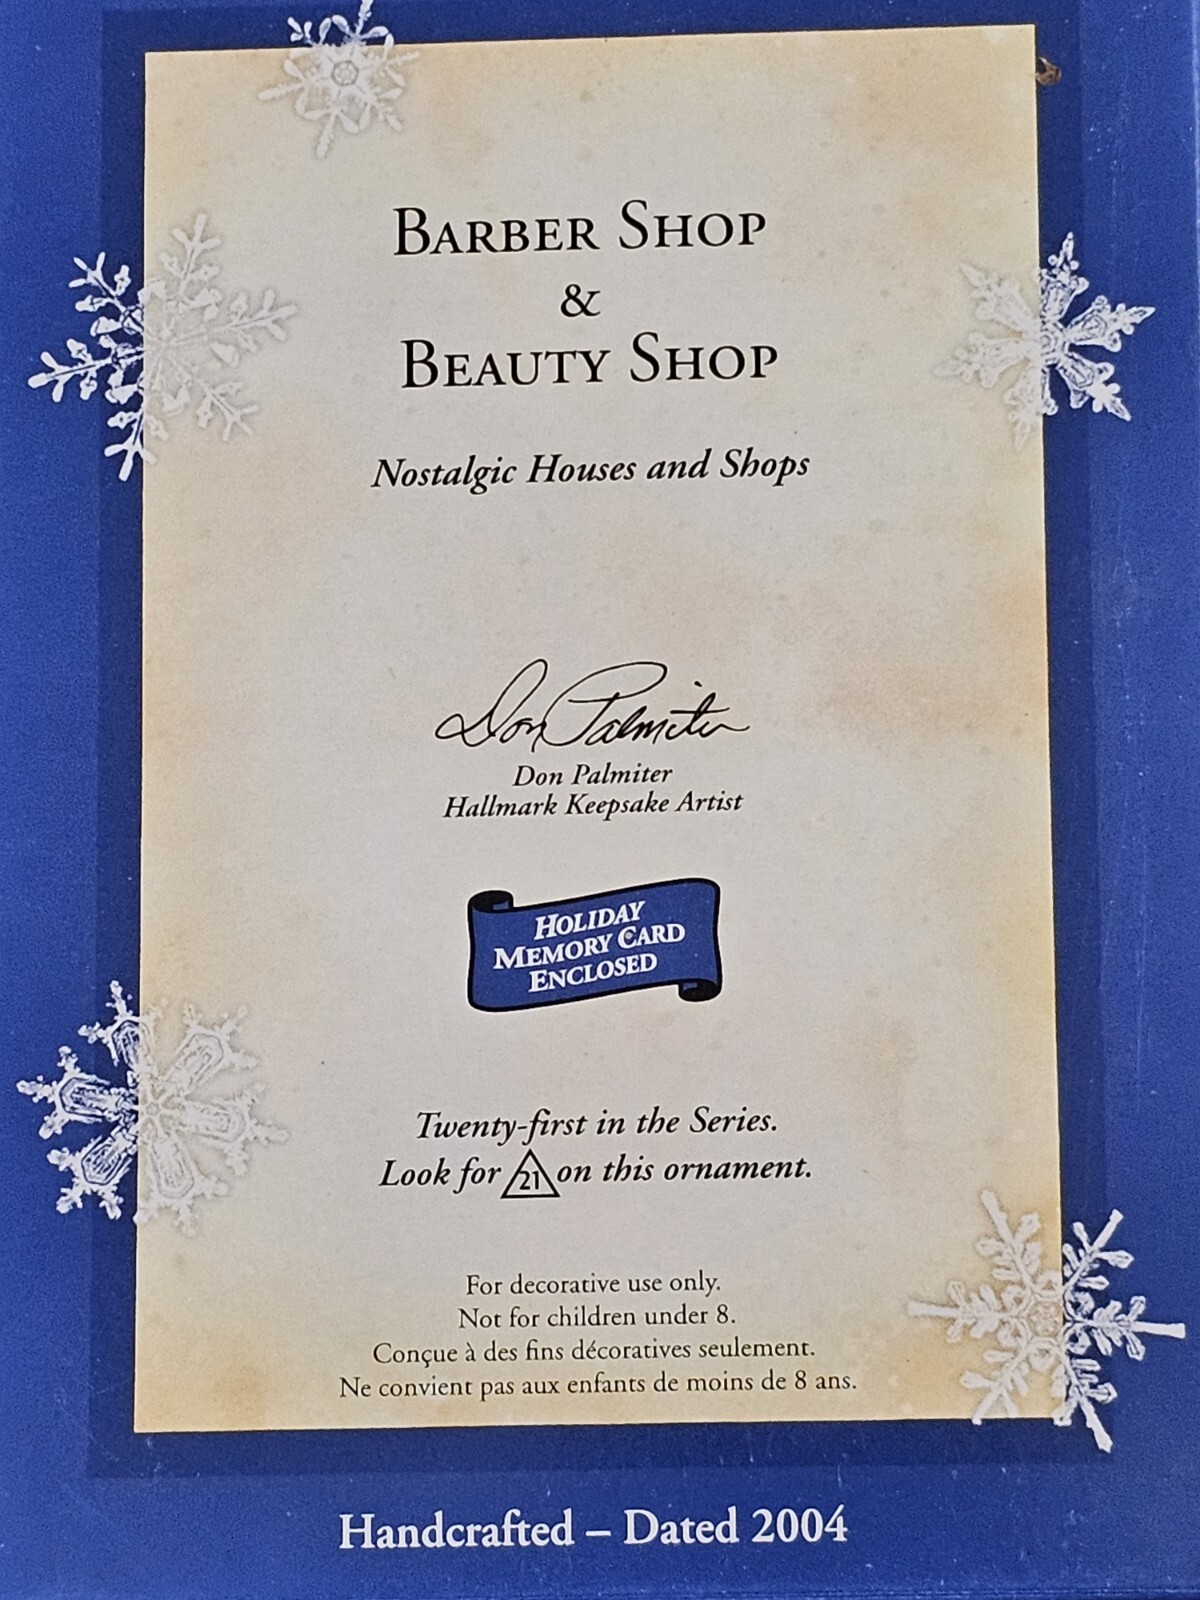 Barber Shop
&
Beauty Shop
Nostalgic Houses and Shops
Don Palmiter
Don Palmiter
Hallmark Keepsake Artist
Holiday
Memory Card
Enclosed
Twenty-first in the Series.
Look for 21 on this ornament.
For decorative use only.
Not for children under 8.
Conçue à des fins décoratives seulement.
Ne convient pas aux enfants de moins de 8 ans.
Handcrafted – Dated 2004